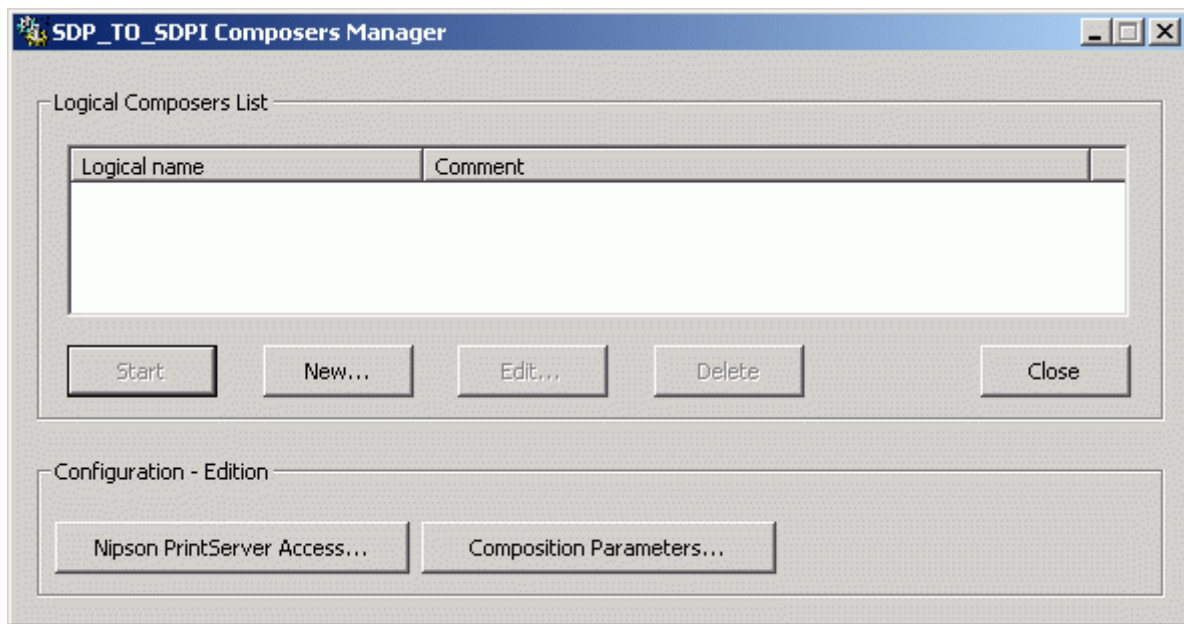 SDP_TO_SDPI Composers Manager
Logical Composers List
Logical name Comment
Start New... Edit... Delete Close
Configuration - Edition
Nipson PrintServer Access... Composition Parameters...